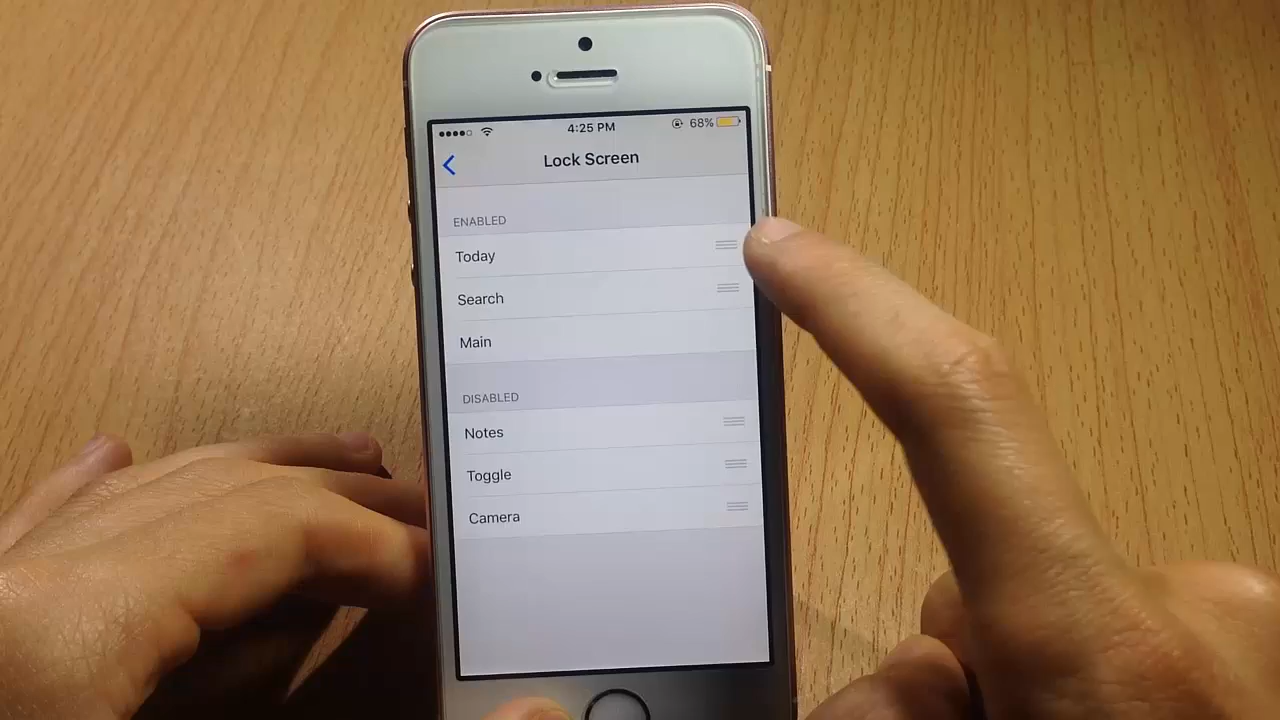 4:25 PM 68%
Lock Screen
ENABLED
Today
Search
Main
DISABLED
Notes
Toggle
Camera